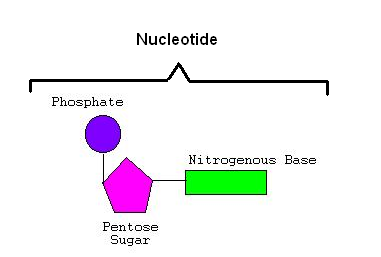 Nucleotide
Phosphate
Nitrogenous Base
Pentose
Sugar